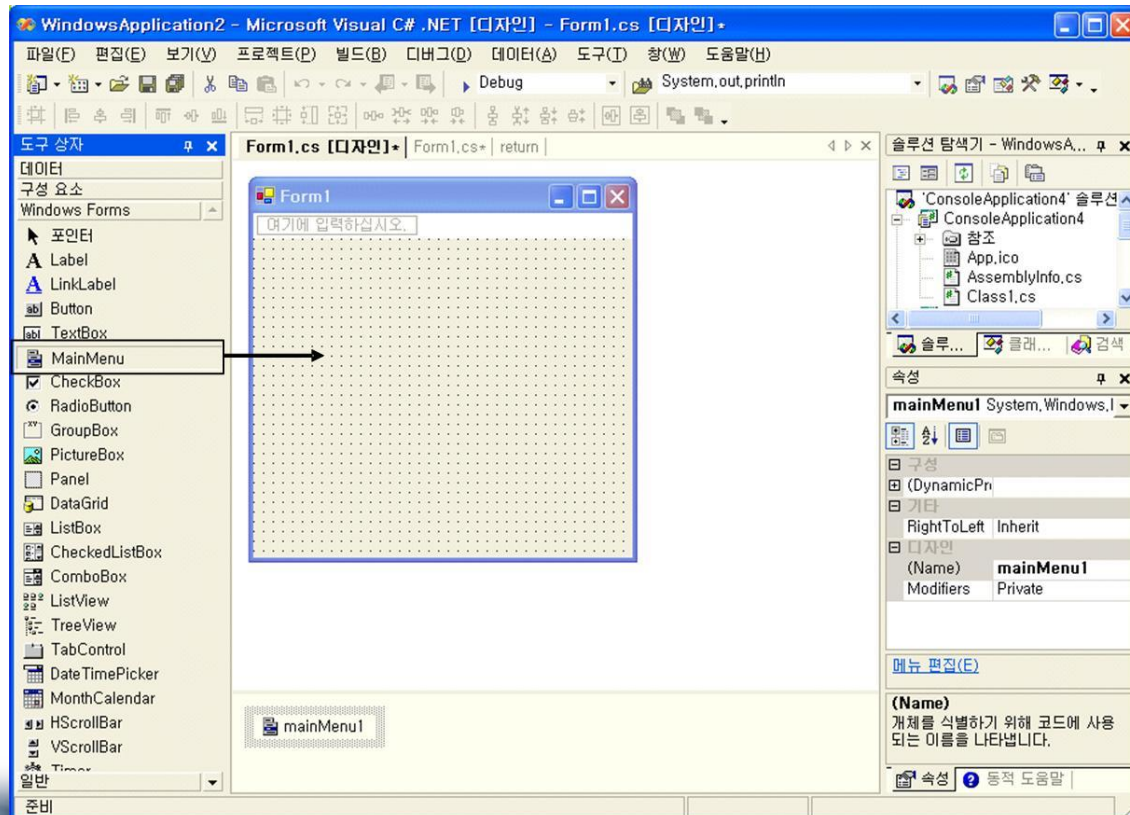 WindowsApplication2 - Microsoft Visual C# .NET [디자인] - Form1.cs [디자인]*
파일(F) 편집(E) 보기(V) 프로젝트(P) 빌드(B) 디버그(D) 데이터(A) 도구(T) 창(W) 도움말(H)
Debug System.out.println
도구 상자
데이터
구성 요소
Windows Forms
포인터
Label
LinkLabel
Button
TextBox
MainMenu
CheckBox
RadioButton
GroupBox
PictureBox
Panel
DataGrid
ListBox
CheckedListBox
ComboBox
ListView
TreeView
TabControl
DateTimePicker
MonthCalendar
HScrollBar
VScrollBar
Timer
일반
준비
Form1.cs [디자인]* Form1.cs* return
Form1
여기에 입력하십시오.
mainMenu1
솔루션 탐색기 - WindowsA...
'ConsoleApplication4' 솔루션
ConsoleApplication4
참조
App.ico
AssemblyInfo.cs
Class1.cs
솔루... 클래... 검색
속성
mainMenu1 System.Windows.
구성
(DynamicPr
기타
RightToLeft Inherit
디자인
(Name) mainMenu1
Modifiers Private
메뉴 편집(E)
(Name)
개체를 식별하기 위해 코드에 사용
되는 이름을 나타냅니다.
속성 동적 도움말